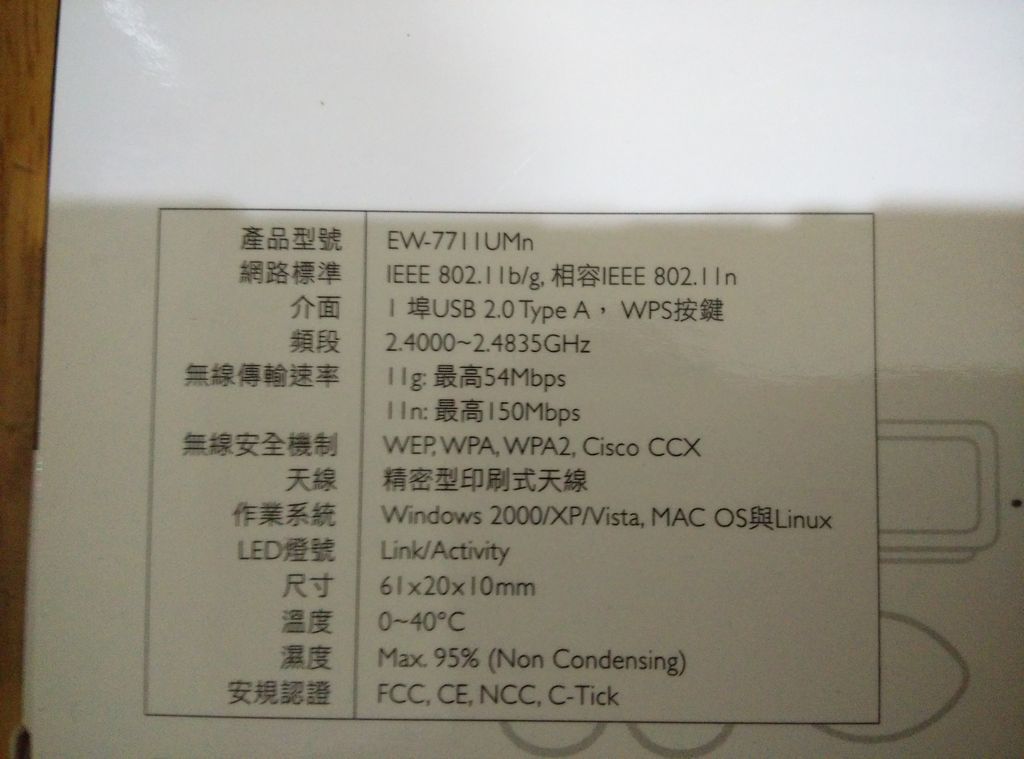 產品型號 EW-7711UMn
網路標準 IEEE 802.11b/g, 相容IEEE 802.11n
介面 1 埠USB 2.0 Type A， WPS按鍵
頻段 2.4000~2.4835GHz
無線傳輸速率 11g: 最高54Mbps
11n: 最高150Mbps
無線安全機制 WEP, WPA, WPA2, Cisco CCX
天線 精密型印刷式天線
作業系統 Windows 2000/XP/Vista, MAC OS與Linux
LED燈號 Link/Activity
尺寸 61x20x10mm
溫度 0~40°C
濕度 Max. 95% (Non Condensing)
安規認證 FCC, CE, NCC, C-Tick